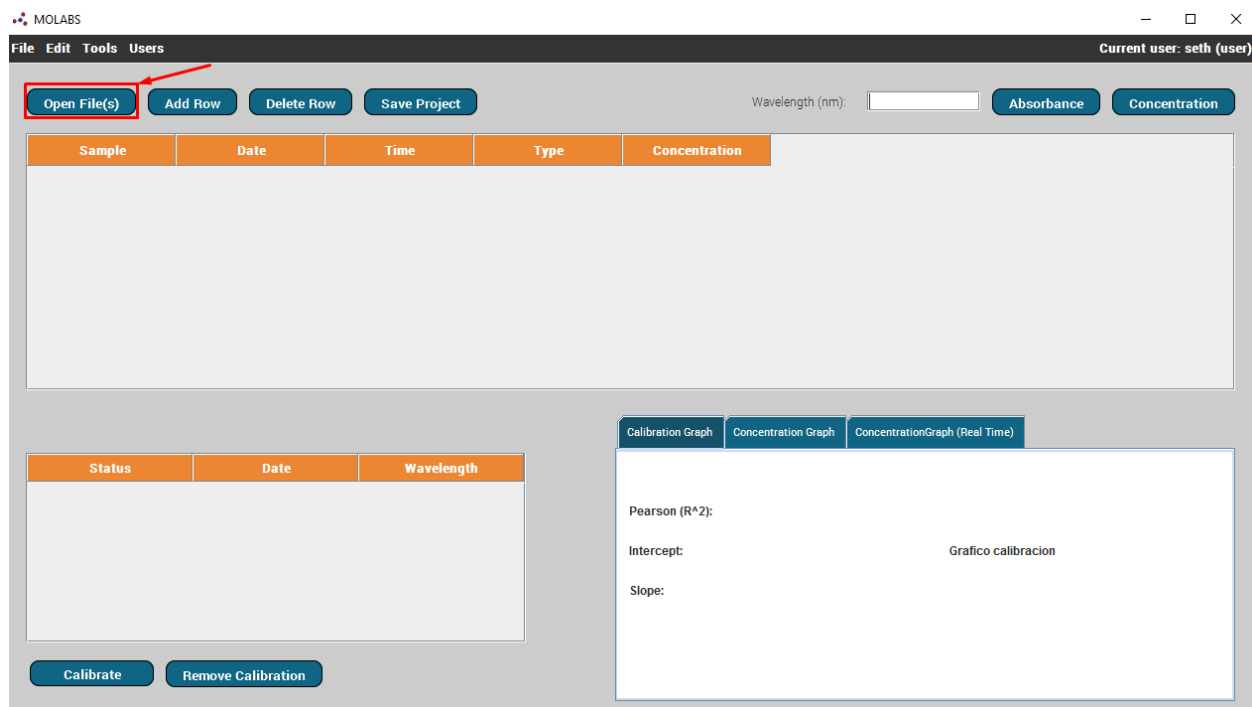 MOLABS
File Edit Tools Users
Current user: seth (user)
Open File(s) Add Row Delete Row Save Project
Wavelength (nm): Absorbance Concentration
Sample Date Time Type Concentration
Calibration Graph Concentration Graph ConcentrationGraph (Real Time)
Status Date Wavelength
Pearson (R^2):
Intercept: Grafico calibracion
Slope:
Calibrate Remove Calibration